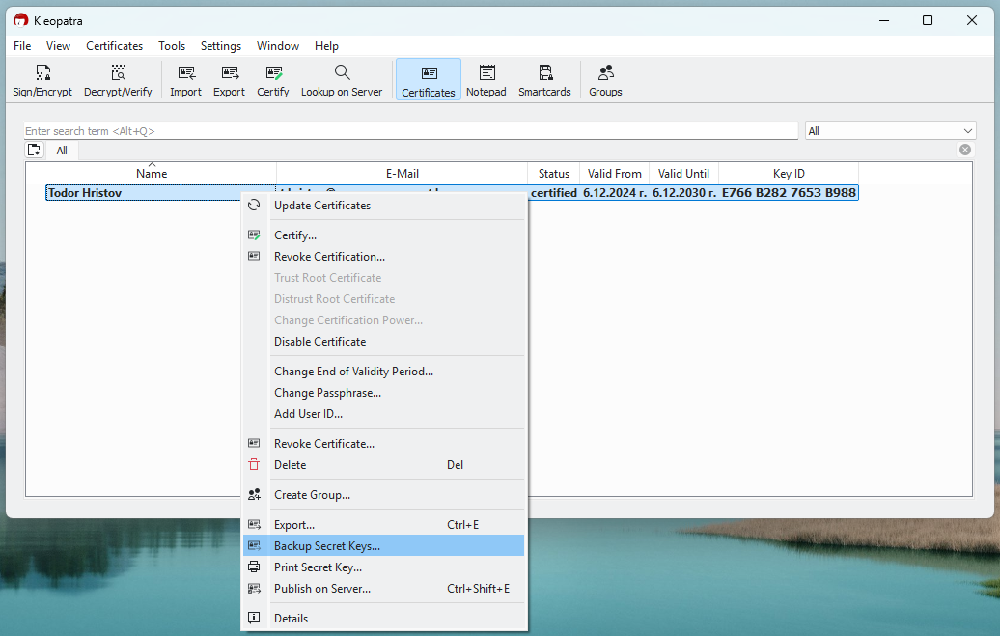 Kleopatra
File View Certificates Tools Settings Window Help
Sign/Encrypt Decrypt/Verify Import Export Certify Lookup on Server Certificates Notepad Smartcards Groups
Enter search term <Alt+Q> All
All
Name E-Mail Status Valid From Valid Until Key ID
Todor Hristov certified 6.12.2024 г. 6.12.2030 г. E766 B282 7653 B988
Update Certificates
Certify...
Revoke Certification...
Trust Root Certificate
Distrust Root Certificate
Change Certification Power...
Disable Certificate
Change End of Validity Period...
Change Passphrase...
Add User ID...
Revoke Certificate...
Delete Del
Create Group...
Export... Ctrl+E
Backup Secret Keys...
Print Secret Key...
Publish on Server... Ctrl+Shift+E
Details